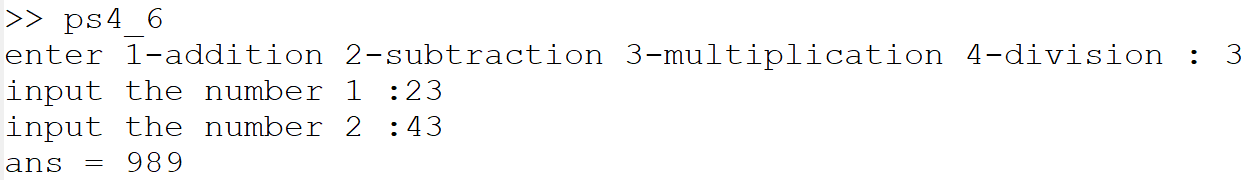 >> ps4_6
enter 1-addition 2-subtraction 3-multiplication 4-division : 3
input the number 1 :23
input the number 2 :43
ans = 989